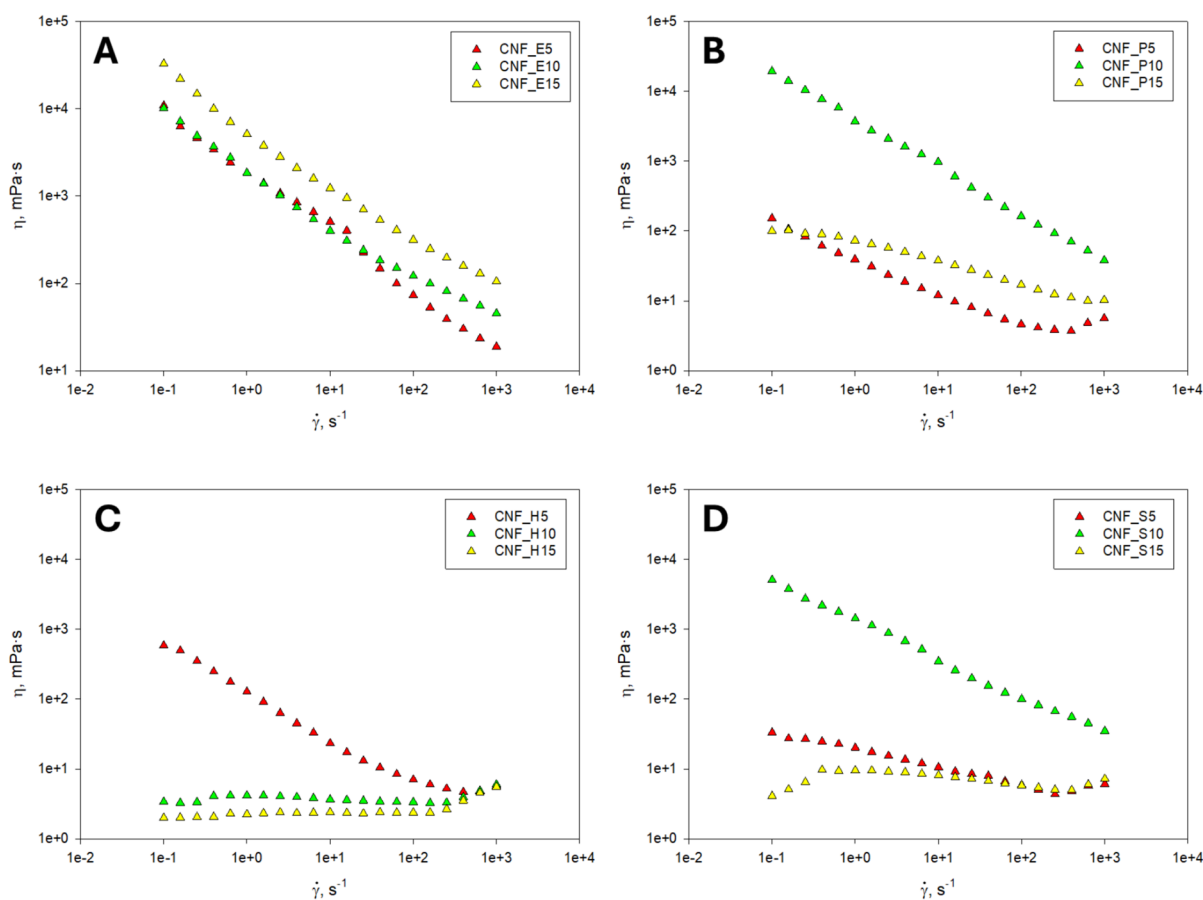 A
CNF_E5
CNF_E10
CNF_E15
1e+5
1e+4
1e+3
1e+2
1e+1
η, mPa·s
1e-2 1e-1 1e+0 1e+1 1e+2 1e+3 1e+4
γ̇, s⁻¹
B
CNF_P5
CNF_P10
CNF_P15
1e+5
1e+4
1e+3
1e+2
1e+1
1e+0
η, mPa·s
1e-2 1e-1 1e+0 1e+1 1e+2 1e+3 1e+4
γ̇, s⁻¹
C
CNF_H5
CNF_H10
CNF_H15
1e+5
1e+4
1e+3
1e+2
1e+1
1e+0
η, mPa·s
1e-2 1e-1 1e+0 1e+1 1e+2 1e+3 1e+4
γ̇, s⁻¹
D
CNF_S5
CNF_S10
CNF_S15
1e+5
1e+4
1e+3
1e+2
1e+1
1e+0
η, mPa·s
1e-2 1e-1 1e+0 1e+1 1e+2 1e+3 1e+4
γ̇, s⁻¹